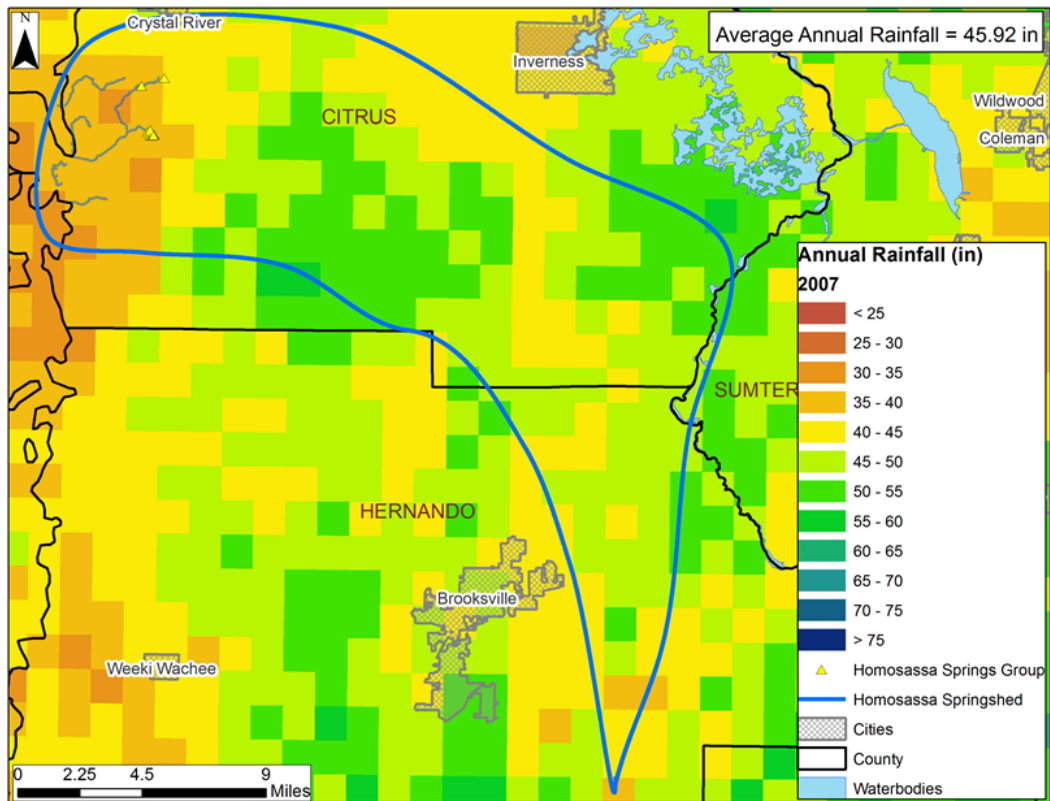 N
Crystal River
Average Annual Rainfall = 45.92 in
Inverness
CITRUS
Wildwood
Coleman
Annual Rainfall (in)
2007
< 25
25 - 30
30 - 35
35 - 40
40 - 45
45 - 50
50 - 55
55 - 60
60 - 65
65 - 70
70 - 75
> 75
Homosassa Springs Group
Homosassa Springshed
Cities
County
Waterbodies
SUMTER
HERNANDO
Brooksville
Weeki Wachee
0 2.25 4.5 9
Miles